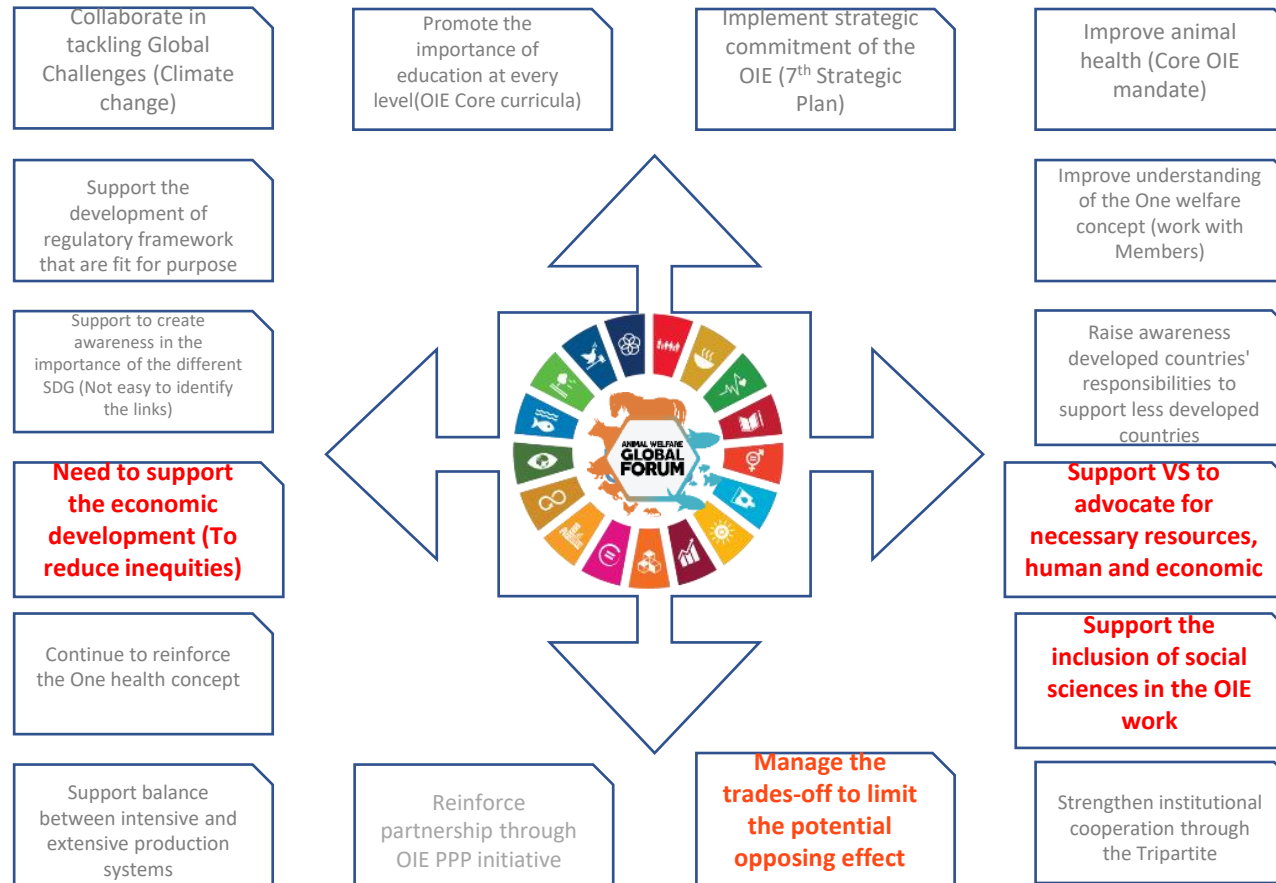 Collaborate in
tackling Global
Challenges (Climate
change)
Promote the
importance of
education at every
level(OIE Core curricula)
Implement strategic
commitment of the
OIE (7th Strategic
Plan)
Improve animal
health (Core OIE
mandate)
Support the
development of
regulatory framework
that are fit for purpose
Improve understanding
of the One welfare
concept (work with
Members)
Support to create
awareness in the
importance of the different
SDG (Not easy to identify
the links)
ANIMAL WELFARE
GLOBAL
FORUM
Raise awareness
developed countries'
responsibilities to
support less developed
countries
Need to support
the economic
development (To
reduce inequities)
Support VS to
advocate for
necessary resources,
human and economic
Continue to reinforce
the One health concept
Support the
inclusion of social
sciences in the OIE
work
Support balance
between intensive and
extensive production
systems
Reinforce
partnership through
OIE PPP initiative
Manage the
trades-off to limit
the potential
opposing effect
Strengthen institutional
cooperation through
the Tripartite